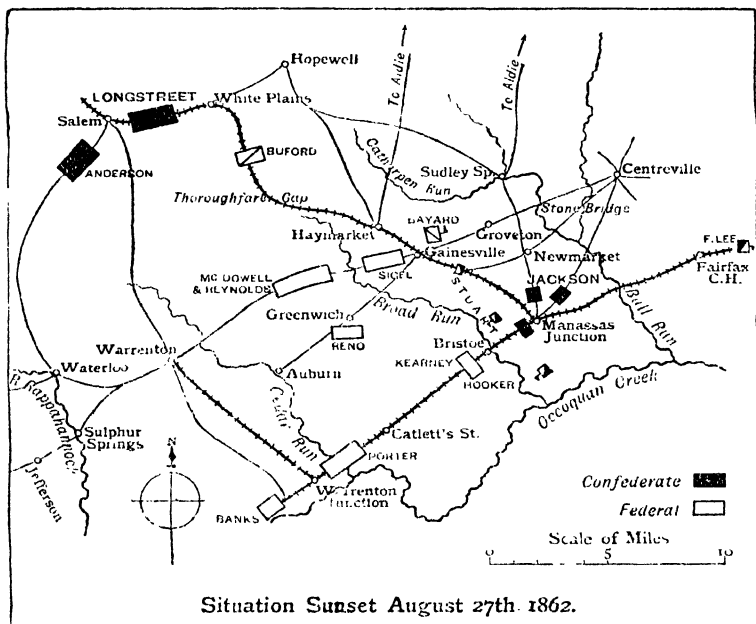 Hopewell
To Aldie
To Aldie
LONGSTREET
White Plains
Salem
BUFORD
ANDERSON
Catharpen Run
Sudley Sp.
Centreville
Thoroughfare Gap
Stone Bridge
BAYARD
Haymarket
Groveton
Gainesville
Newmarket
F. LEE
Fairfax
C.H.
MC DOWELL
& REYNOLDS
SIGEL
STUART
JACKSON
Bull Run
Greenwich
Broad Run
Manassas
Junction
RENO
Bristoe
Warrenton
KEARNEY
HOOKER
Waterloo
Auburn
R. Rappahannock
Cedar Run
Occoquan Creek
Sulphur
Springs
Catlett's St.
Jefferson
PORTER
N
Warrenton
Junction
BANKS
Confederate
Federal
Scale of Miles
0 5 10
Situation Sunset August 27th. 1862.